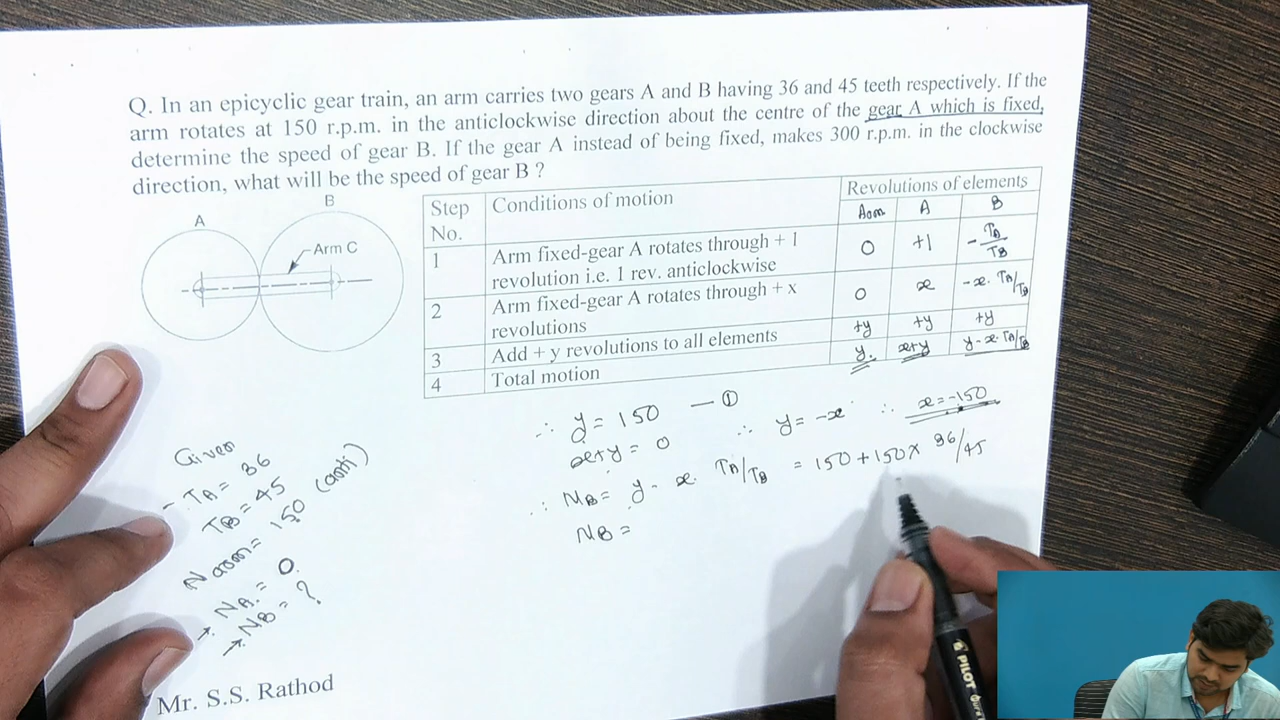 Q. In an epicyclic gear train, an arm carries two gears A and B having 36 and 45 teeth respectively. If the
arm rotates at 150 r.p.m. in the anticlockwise direction about the centre of the gear A which is fixed,
determine the speed of gear B. If the gear A instead of being fixed, makes 300 r.p.m. in the clockwise
direction, what will be the speed of gear B ?
A
B
Arm C
Step No. Conditions of motion Revolutions of elements
Arm A B
1 Arm fixed-gear A rotates through + 1 revolution i.e. 1 rev. anticlockwise 0 +1 - TA/TB
2 Arm fixed-gear A rotates through + x revolutions 0 x -x. TA/TB
3 Add + y revolutions to all elements +y +y +y
4 Total motion y. x+y y-x.TA/TB
∴ y = 150 — ①
x+y = 0 ∴ y = -x ∴ x = -150
∴ NB = y - x. TA/TB = 150 + 150 x 36/45
NB =
Given
- TA = 36
TB = 45
N arm = 150 (anti)
→ NA = 0.
→ NB = ?
Mr. S.S. Rathod
PILOT